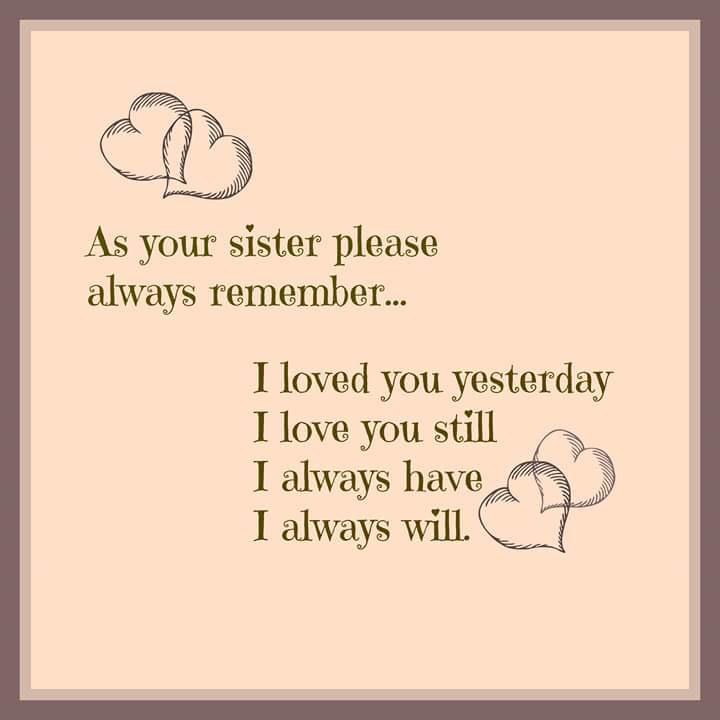 As your sister please
always remember...
I loved you yesterday
I love you still
I always have
I always will.